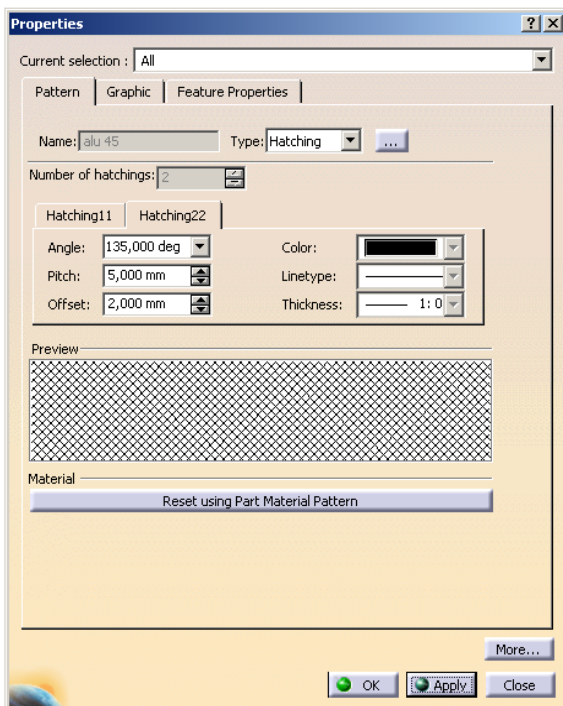 Properties
Current selection : All
Pattern Graphic Feature Properties
Name: alu 45 Type: Hatching ...
Number of hatchings: 2
Hatching11 Hatching22
Angle: 135,000 deg Color:
Pitch: 5,000 mm Linetype:
Offset: 2,000 mm Thickness: 1: 0
Preview
Material
Reset using Part Material Pattern
More...
OK Apply Close